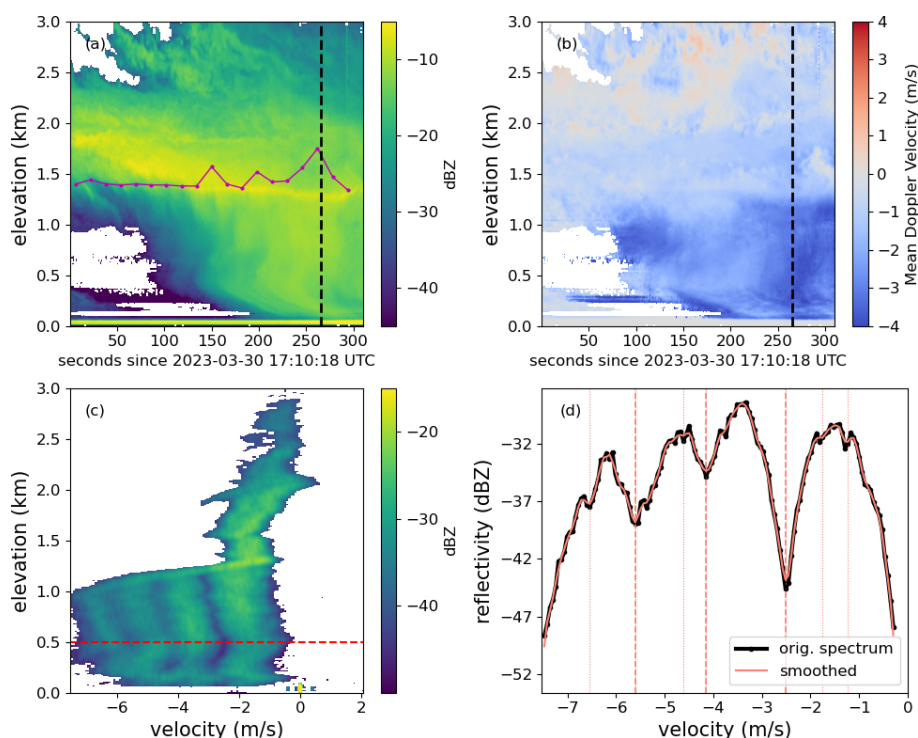 3.0
2.5
2.0
1.5
1.0
0.5
0.0
elevation (km)
(a)
50 100 150 200 250 300
seconds since 2023-03-30 17:10:18 UTC
−10
−20
−30
−40
dBZ
3.0
2.5
2.0
1.5
1.0
0.5
0.0
elevation (km)
(b)
50 100 150 200 250 300
seconds since 2023-03-30 17:10:18 UTC
4
3
2
1
0
−1
−2
−3
−4
Mean Doppler Velocity (m/s)
3.0
2.5
2.0
1.5
1.0
0.5
0.0
elevation (km)
(c)
−6 −4 −2 0 2
velocity (m/s)
−20
−30
−40
dBZ
−32
−37
−42
−47
−52
reflectivity (dBZ)
(d)
orig. spectrum
smoothed
−7 −6 −5 −4 −3 −2 −1 0
velocity (m/s)